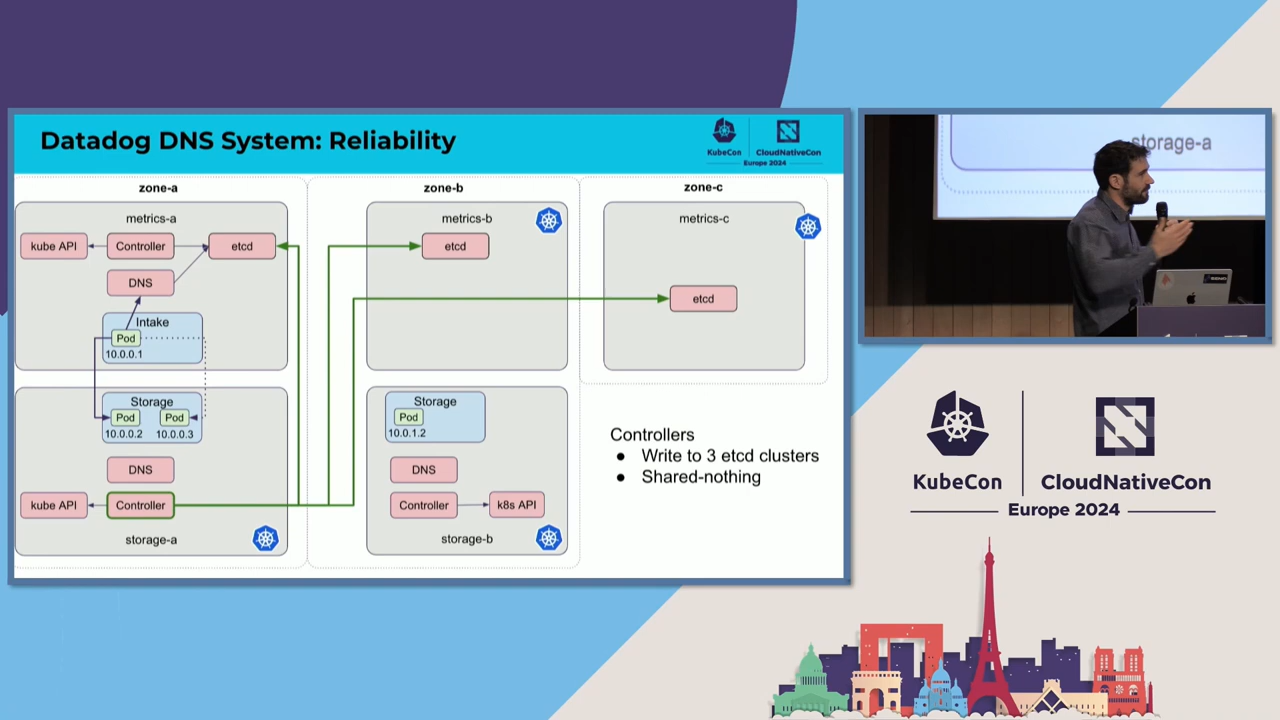 Datadog DNS System: Reliability
KubeCon
CloudNativeCon
Europe 2024
zone-a
zone-b
zone-c
metrics-a
kube API
Controller
etcd
DNS
Intake
Pod
10.0.0.1
metrics-b
etcd
metrics-c
etcd
Storage
Pod
Pod
10.0.0.2
10.0.0.3
DNS
kube API
Controller
storage-a
Storage
Pod
10.0.1.2
DNS
Controller
k8s API
storage-b
Controllers
● Write to 3 etcd clusters
● Shared-nothing
storage-a
KubeCon
CloudNativeCon
Europe 2024